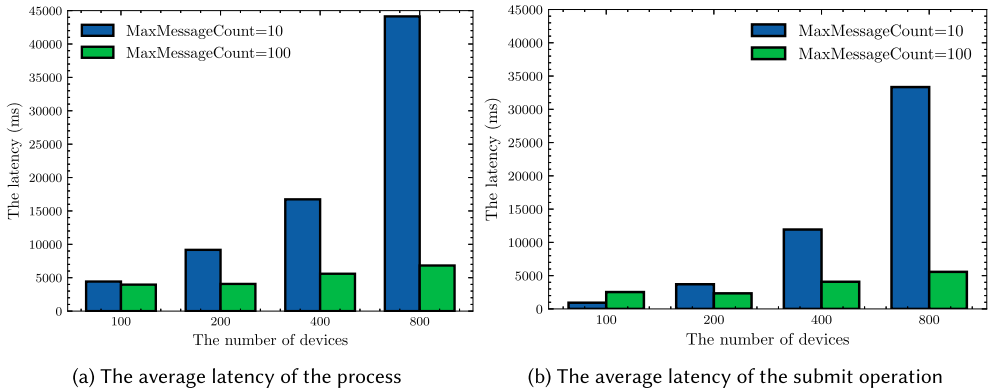 45000
40000
35000
30000
25000
20000
15000
10000
5000
0
The latency (ms)
MaxMessageCount=10
MaxMessageCount=100
100 200 400 800
The number of devices
(a) The average latency of the process
45000
40000
35000
30000
25000
20000
15000
10000
5000
0
The latency (ms)
MaxMessageCount=10
MaxMessageCount=100
100 200 400 800
The number of devices
(b) The average latency of the submit operation